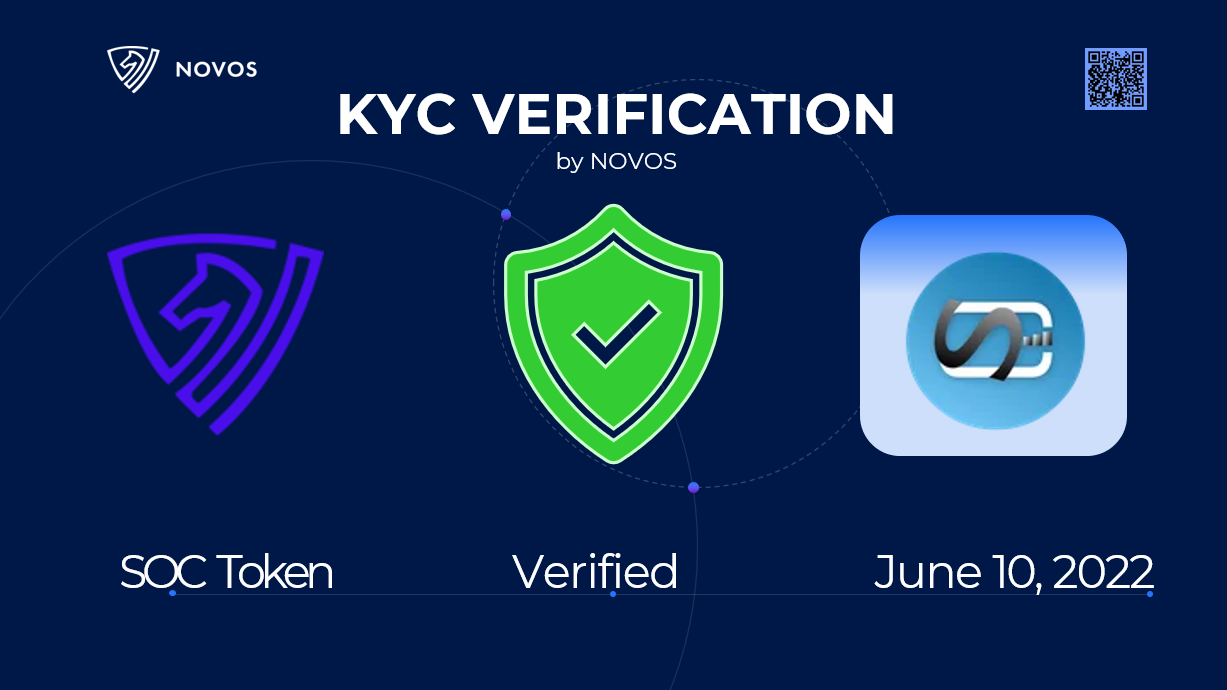 NOVOS
KYC VERIFICATION
by NOVOS
SOC Token
Verified
June 10, 2022